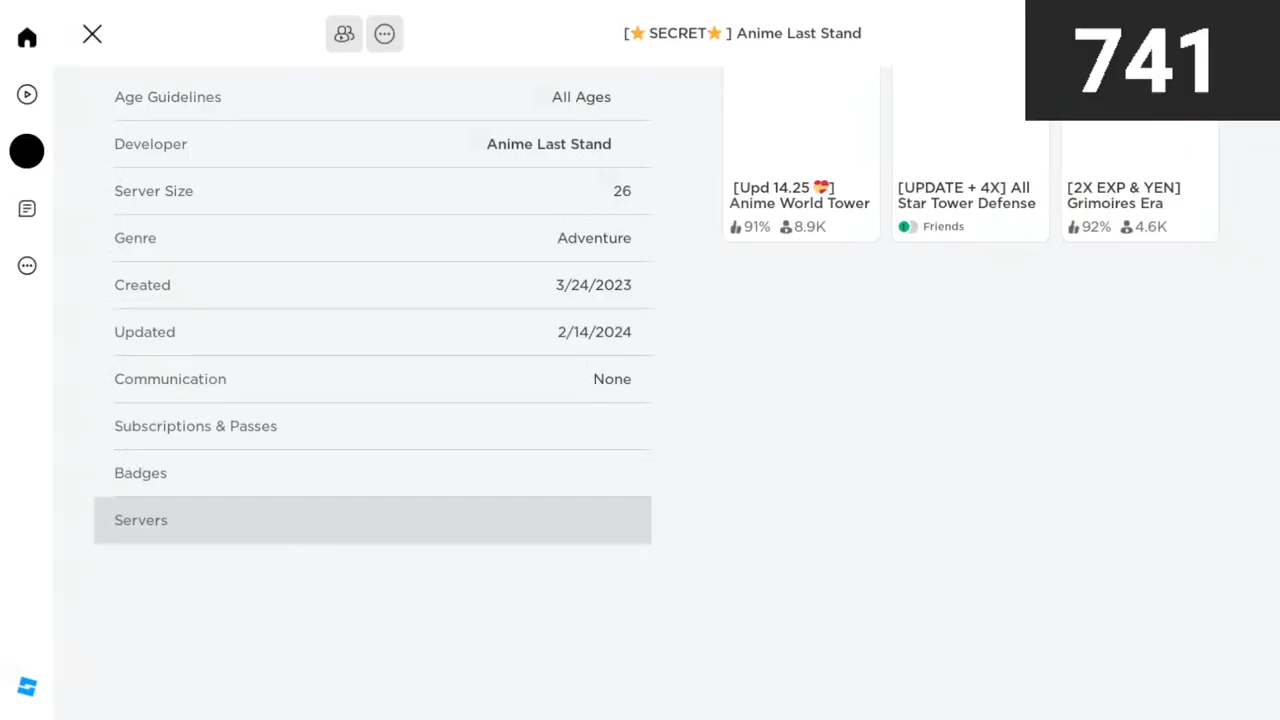 [⭐ SECRET⭐ ] Anime Last Stand
741
Age Guidelines All Ages
Developer Anime Last Stand
Server Size 26
Genre Adventure
Created 3/24/2023
Updated 2/14/2024
Communication None
Subscriptions & Passes
Badges
Servers
[Upd 14.25 💝]
Anime World Tower
91% 8.9K
[UPDATE + 4X] All
Star Tower Defense
Friends
[2X EXP & YEN]
Grimoires Era
92% 4.6K